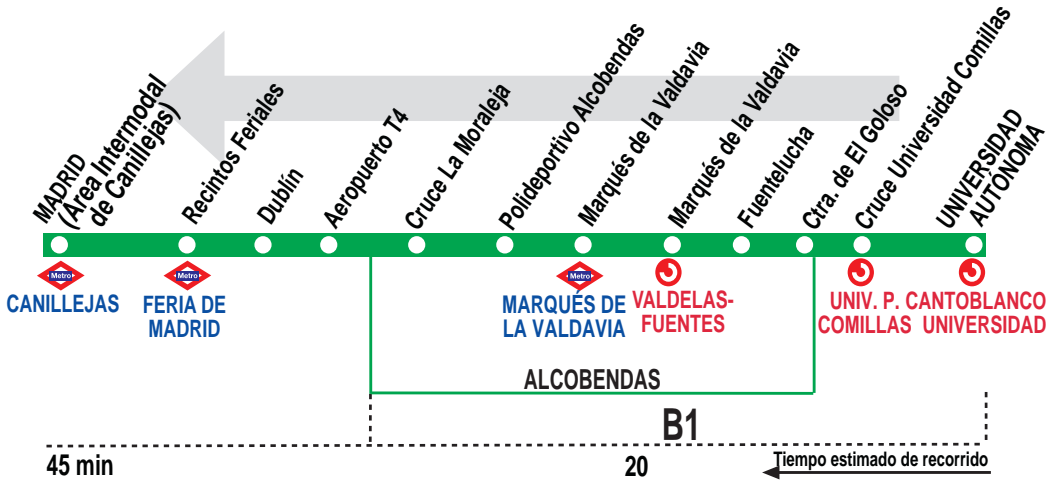 MADRID
(Área Intermodal
de Canillejas)
Recintos Feriales
Dublín
Aeropuerto T4
Cruce La Moraleja
Polideportivo Alcobendas
Marqués de la Valdavia
Marqués de la Valdavia
Fuentelucha
Ctra. de El Goloso
Cruce Universidad Comillas
UNIVERSIDAD
AUTÓNOMA
Metro
CANILLEJAS
Metro
FERIA DE
MADRID
Metro
MARQUÉS DE
LA VALDAVIA
VALDELAS-
FUENTES
UNIV. P.
COMILLAS
CANTOBLANCO
UNIVERSIDAD
ALCOBENDAS
B1
45 min
20
Tiempo estimado de recorrido